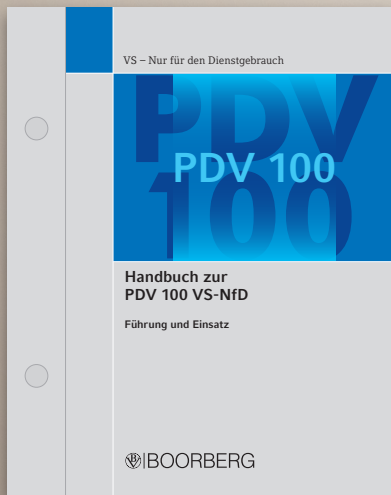 VS – Nur für den Dienstgebrauch
PDV
100
PDV 100
Handbuch zur
PDV 100 VS-NfD
Führung und Einsatz
BOORBERG